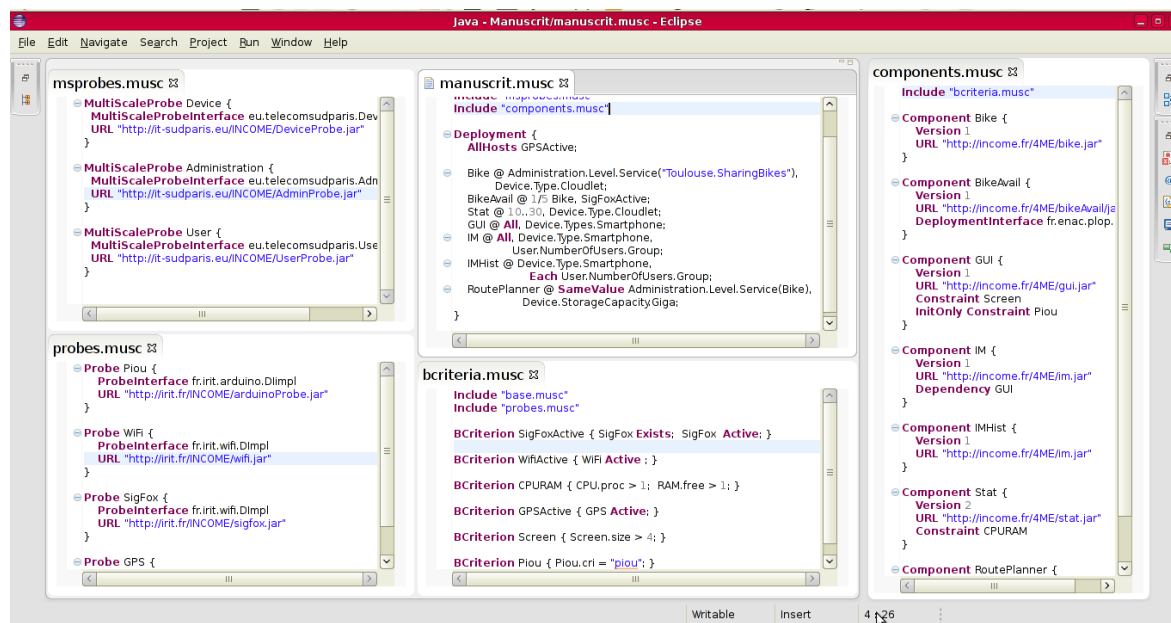 Java - Manuscrit/manuscrit.musc - Eclipse
File Edit Navigate Search Project Run Window Help
msprobes.musc
MultiScaleProbe Device {
MultiScaleProbeInterface eu.telecomsudparis.Dev
URL "http://it-sudparis.eu/INCOME/DeviceProbe.jar"
}
MultiScaleProbe Administration {
MultiScaleProbeInterface eu.telecomsudparis.Adn
URL "http://it-sudparis.eu/INCOME/AdminProbe.jar"
}
MultiScaleProbe User {
MultiScaleProbeInterface eu.telecomsudparis.Use
URL "http://it-sudparis.eu/INCOME/UserProbe.jar"
}
probes.musc
Probe Piou {
ProbeInterface fr.irit.arduino.DImpl
URL "http://irit.fr/INCOME/arduinoProbe.jar"
}
Probe WiFi {
ProbeInterface fr.irit.wifi.DImpl
URL "http://irit.fr/INCOME/wifi.jar"
}
Probe SigFox {
ProbeInterface fr.irit.wifi.DImpl
URL "http://irit.fr/INCOME/sigfox.jar"
}
Probe GPS {
manuscrit.musc
Include "msprobes.musc"
Include "components.musc"
Deployment {
AllHosts GPSActive;
Bike @ Administration.Level.Service("Toulouse.SharingBikes"),
Device.Type.Cloudlet;
BikeAvail @ 1/5 Bike, SigFoxActive;
Stat @ 10..30, Device.Type.Cloudlet;
GUI @ All, Device.Types.Smartphone;
IM @ All, Device.Type.Smartphone,
User.NumberOfUsers.Group;
IMHist @ Device.Type.Smartphone,
Each User.NumberOfUsers.Group;
RoutePlanner @ SameValue Administration.Level.Service(Bike),
Device.StorageCapacity.Giga;
}
bcriteria.musc
Include "base.musc"
Include "probes.musc"
BCriterion SigFoxActive { SigFox Exists; SigFox Active; }
BCriterion WifiActive { WiFi Active ; }
BCriterion CPURAM { CPU.proc > 1; RAM.free > 1; }
BCriterion GPSActive { GPS Active; }
BCriterion Screen { Screen.size > 4; }
BCriterion Piou { Piou.cri = "piou"; }
components.musc
Include "bcriteria.musc"
Component Bike {
Version 1
URL "http://income.fr/4ME/bike.jar"
}
Component BikeAvail {
Version 1
URL "http://income.fr/4ME/bikeAvail/ja
DeploymentInterface fr.enac.plop.
}
Component GUI {
Version 1
URL "http://income.fr/4ME/gui.jar"
Constraint Screen
InitOnly Constraint Piou
}
Component IM {
Version 1
URL "http://income.fr/4ME/im.jar"
Dependency GUI
}
Component IMHist {
Version 1
URL "http://income.fr/4ME/im.jar"
}
Component Stat {
Version 2
URL "http://income.fr/4ME/stat.jar"
Constraint CPURAM
}
Component RoutePlanner {
Writable Insert 4 : 26